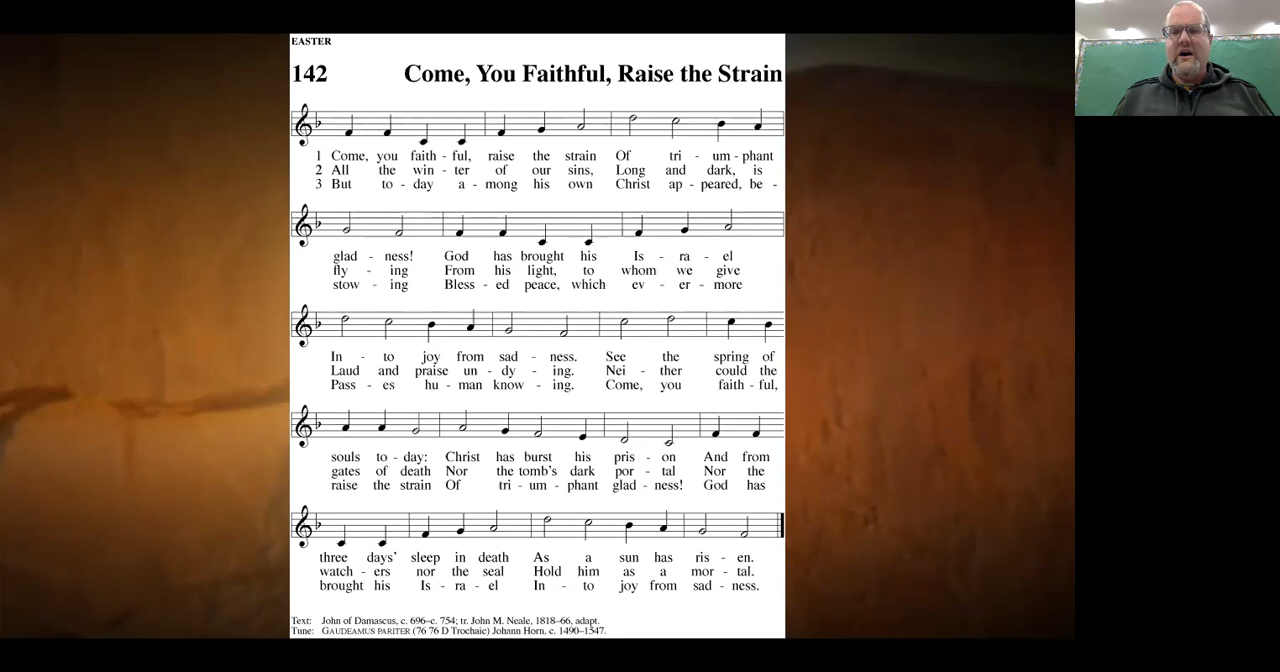 EASTER
142 Come, You Faithful, Raise the Strain
1 Come, you faith - ful, raise the strain Of tri - um - phant
2 All the win - ter of our sins, Long and dark, is
3 But to - day a - mong his own Christ ap - peared, be -
glad - ness! God has brought his Is - ra - el
fly - ing From his light, to whom we give
stow - ing Bless - ed peace, which ev - er - more
In - to joy from sad - ness. See the spring of
Laud and praise un - dy - ing. Nei - ther could the
Pass - es hu - man know - ing. Come, you faith - ful,
souls to - day: Christ has burst his pris - on And from
gates of death Nor the tomb's dark por - tal Nor the
raise the strain Of tri - um - phant glad - ness! God has
three days' sleep in death As a sun has ris - en.
watch - ers nor the seal Hold him as a mor - tal.
brought his Is - ra - el In - to joy from sad - ness.
Text: John of Damascus, c. 696–c. 754; tr. John M. Neale, 1818–66, adapt.
Tune: GAUDEAMUS PARITER (76 76 D Trochaic) Johann Horn, c. 1490–1547.